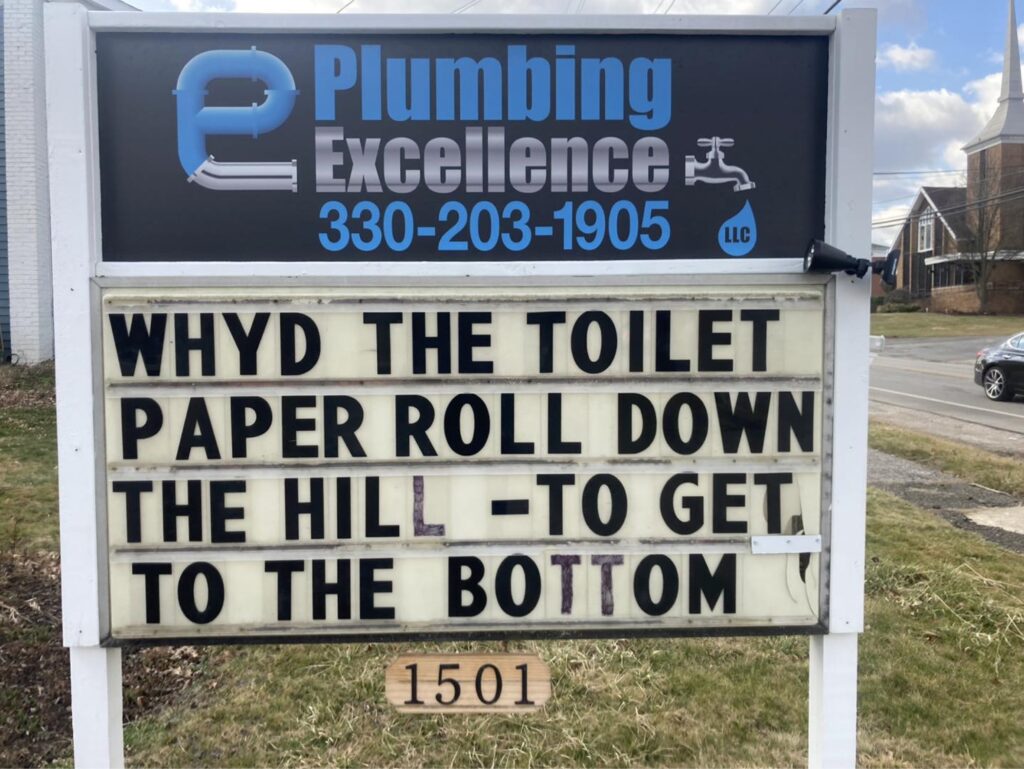 Plumbing
Excellence
330-203-1905
LLC
WHYD THE TOILET
PAPER ROLL DOWN
THE HILL -TO GET
TO THE BOTTOM
1501